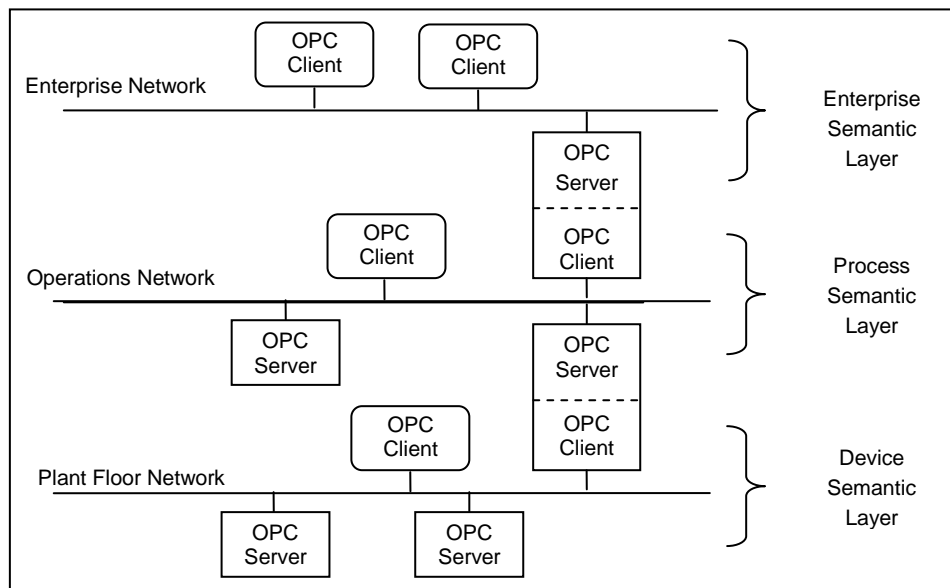 OPC
Client
OPC
Client
Enterprise Network
Enterprise
Semantic
Layer
OPC
Server
OPC
Client
OPC
Client
Operations Network
Process
Semantic
Layer
OPC
Server
OPC
Server
OPC
Client
OPC
Client
Plant Floor Network
Device
Semantic
Layer
OPC
Server
OPC
Server